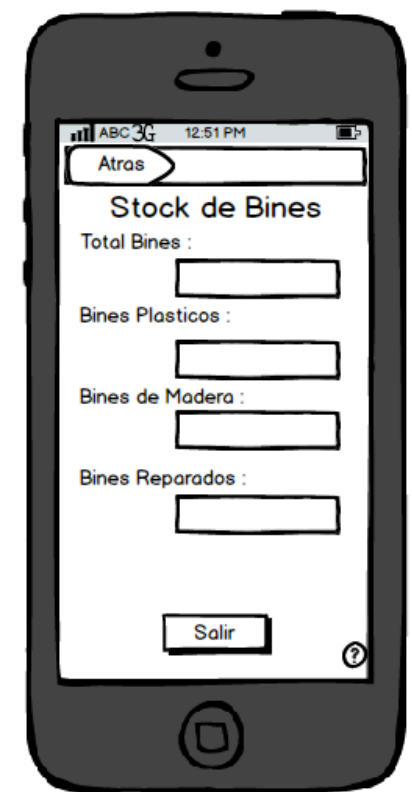 ABC 3G 12:51 PM
Atras
Stock de Bines
Total Bines :
Bines Plasticos :
Bines de Madera :
Bines Reparados :
Salir
?